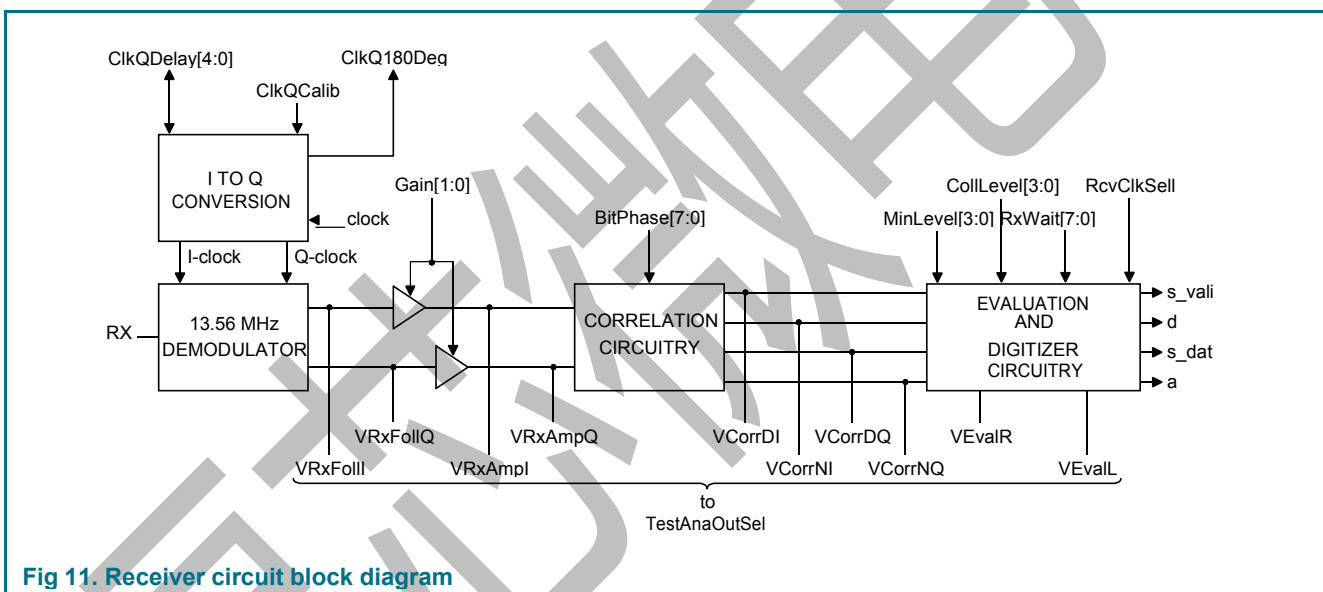 ClkQDelay[4:0]
ClkQ180Deg
ClkQCalib
I TO Q
CONVERSION
clock
I-clock
Q-clock
Gain[1:0]
BitPhase[7:0]
CollLevel[3:0]
RcvClkSelI
MinLevel[3:0]
RxWait[7:0]
RX
13.56 MHz
DEMODULATOR
CORRELATION
CIRCUITRY
EVALUATION
AND
DIGITIZER
CIRCUITRY
s_vali
d
s_dat
a
VRxFollQ
VRxAmpQ
VCorrDI
VCorrDQ
VEvalR
VRxFollI
VRxAmpI
VCorrNI
VCorrNQ
VEvalL
to
TestAnaOutSel
Fig 11. Receiver circuit block diagram